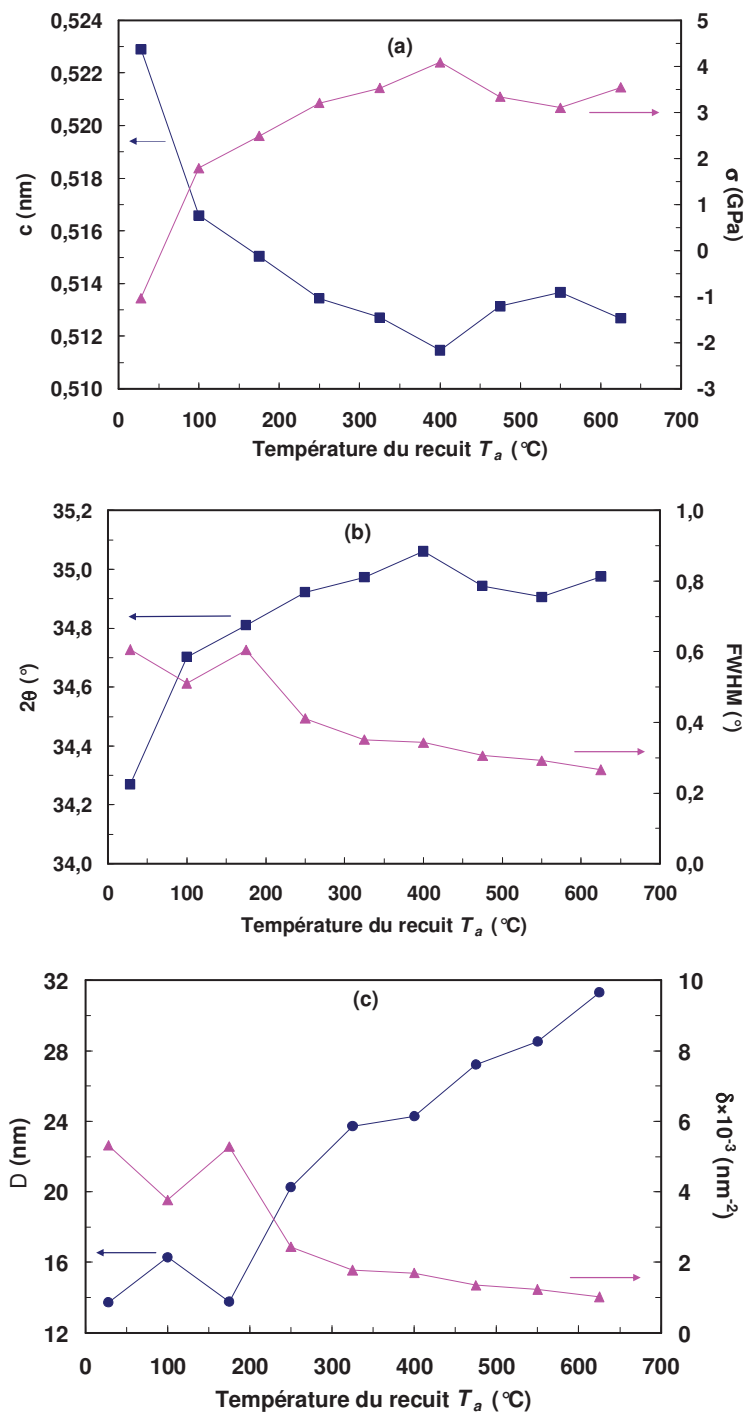 (a)
0,524
0,522
0,520
0,518
0,516
0,514
0,512
0,510
c (nm)
5
4
3
2
1
0
-1
-2
-3
σ (GPa)
0 100 200 300 400 500 600 700
Température du recuit Ta (°C)
(b)
35,2
35,0
34,8
34,6
34,4
34,2
34,0
2θ (°)
1,0
0,8
0,6
0,4
0,2
0,0
FWHM (°)
0 100 200 300 400 500 600 700
Température du recuit Ta (°C)
(c)
32
28
24
20
16
12
D (nm)
10
8
6
4
2
0
δ×10⁻³ (nm⁻²)
0 100 200 300 400 500 600 700
Température du recuit Ta (°C)